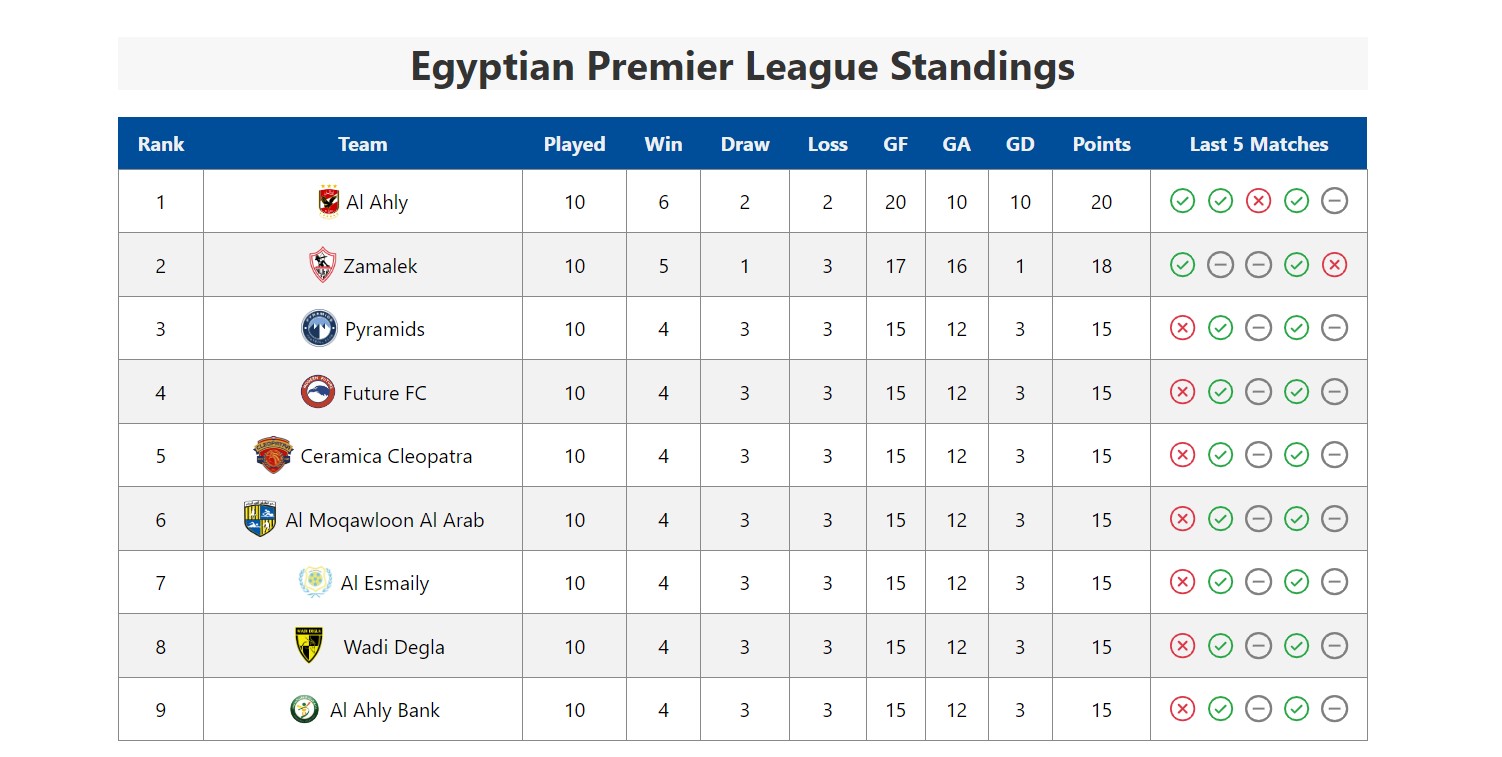 Egyptian Premier League Standings
Rank Team Played Win Draw Loss GF GA GD Points Last 5 Matches
1 Al Ahly 10 6 2 2 20 10 10 20
2 Zamalek 10 5 1 3 17 16 1 18
3 Pyramids 10 4 3 3 15 12 3 15
4 Future FC 10 4 3 3 15 12 3 15
5 Ceramica Cleopatra 10 4 3 3 15 12 3 15
6 Al Moqawloon Al Arab 10 4 3 3 15 12 3 15
7 Al Esmaily 10 4 3 3 15 12 3 15
8 Wadi Degla 10 4 3 3 15 12 3 15
9 Al Ahly Bank 10 4 3 3 15 12 3 15